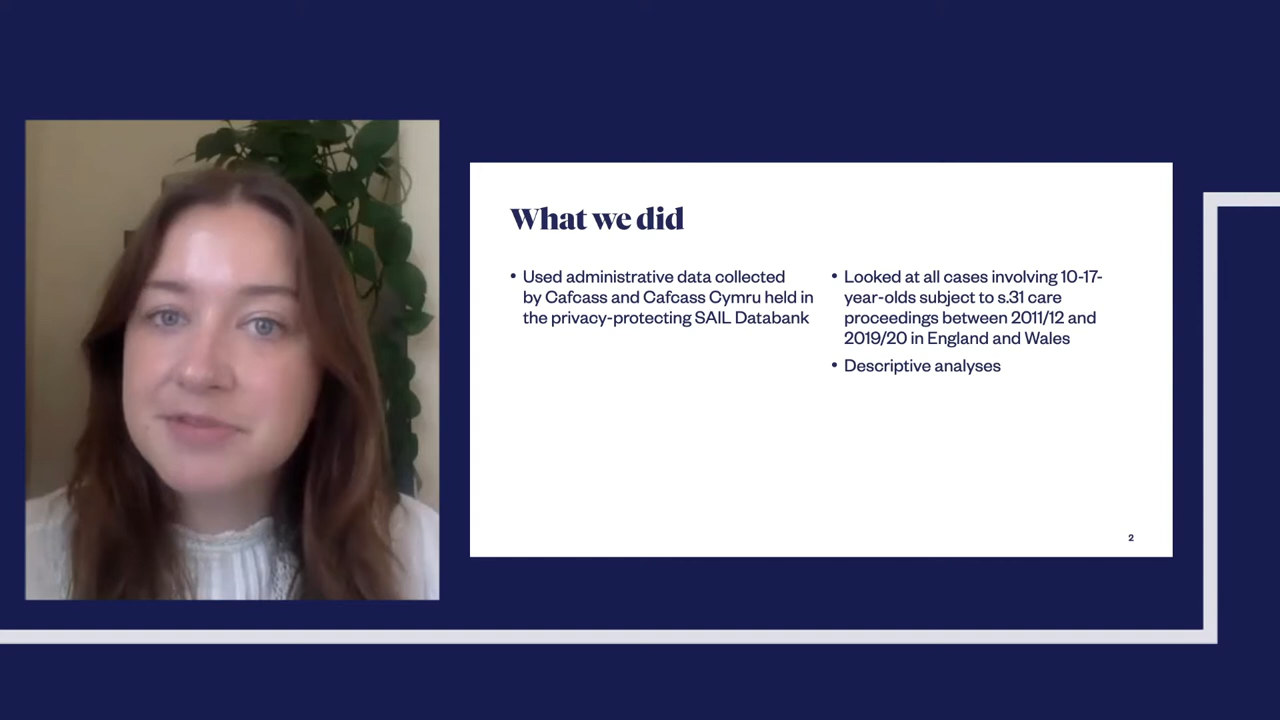 What we did
• Used administrative data collected
by Cafcass and Cafcass Cymru held in
the privacy-protecting SAIL Databank
• Looked at all cases involving 10-17-
year-olds subject to s.31 care
proceedings between 2011/12 and
2019/20 in England and Wales
• Descriptive analyses
2